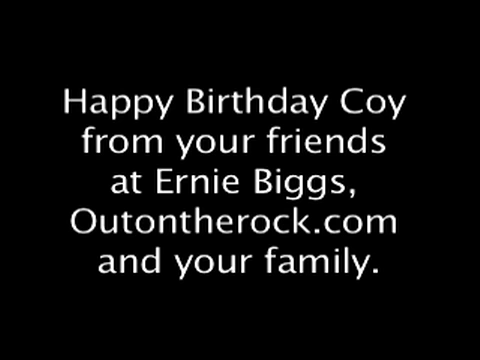 Happy Birthday Coy
from your friends
at Ernie Biggs,
Outontherock.com
and your family.